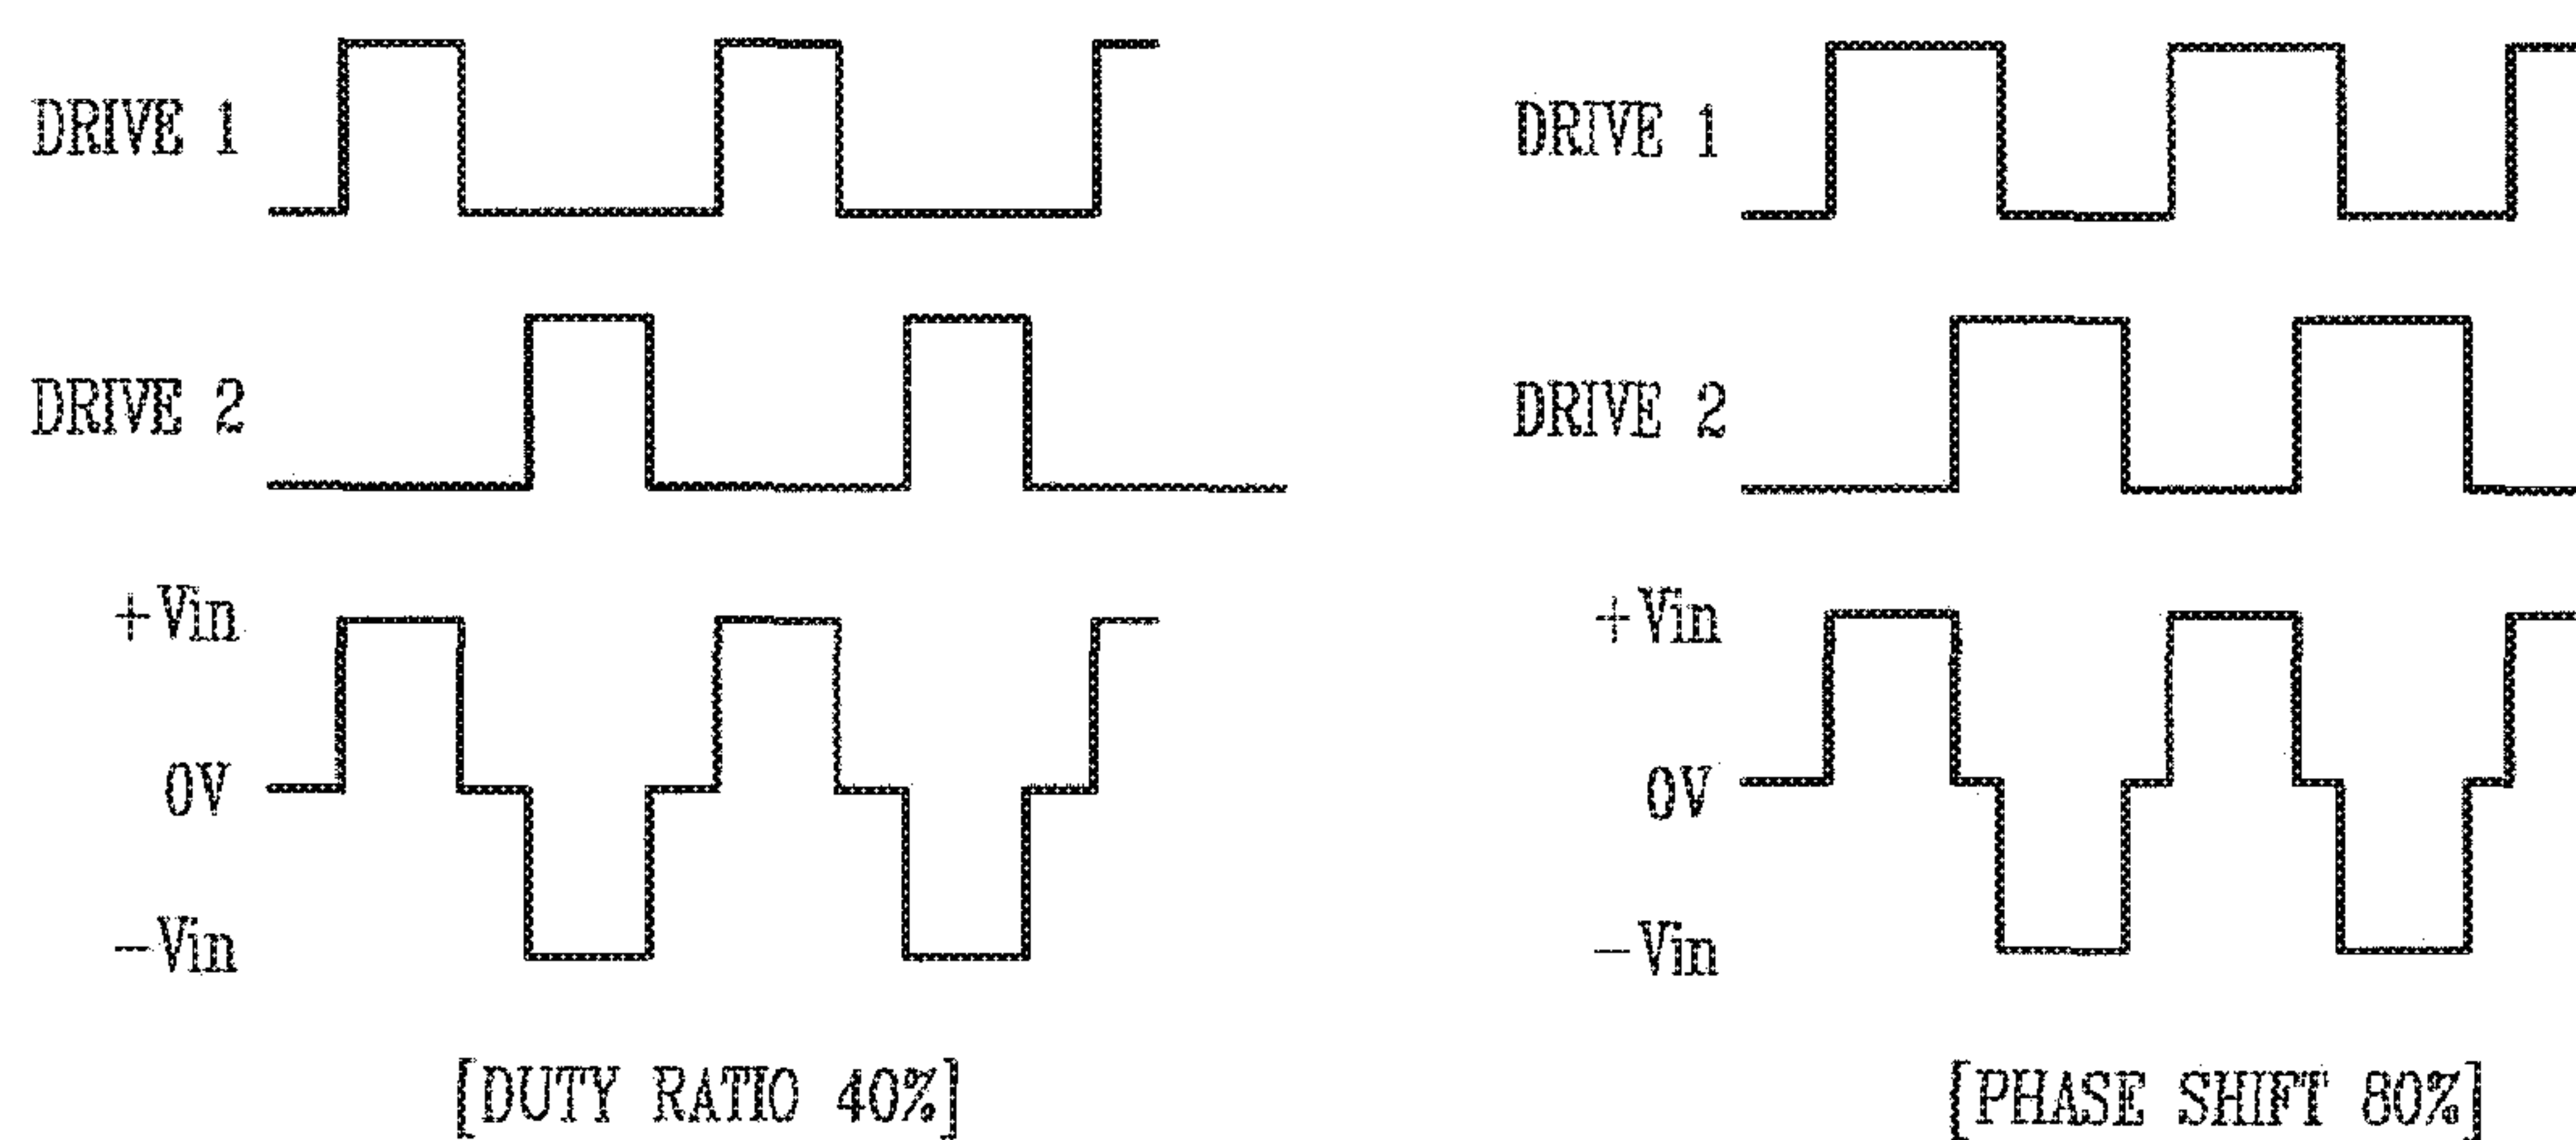 DRIVE 1
DRIVE 2
+Vin
0V
-Vin
[DUTY RATIO 40%]
DRIVE 1
DRIVE 2
+Vin
0V
-Vin
[PHASE SHIFT 80%]